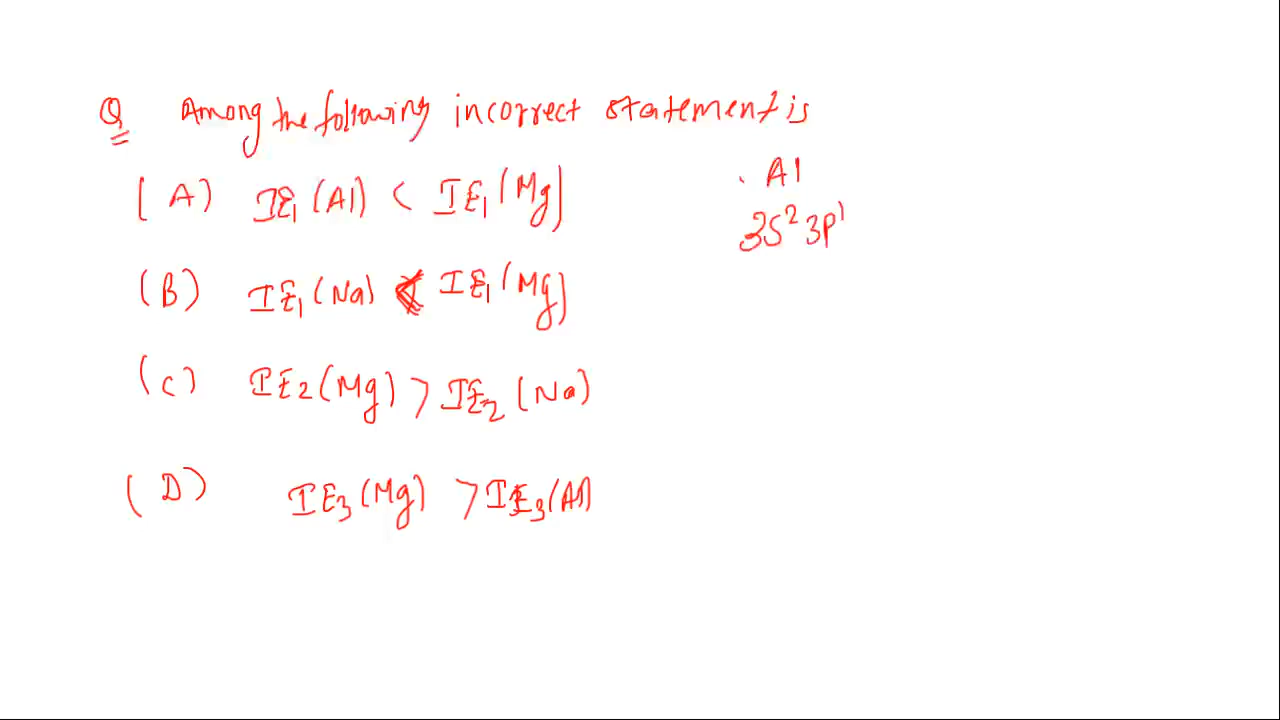 Q Among the following incorrect statement is
(A) IE₁ (Al) < IE₁ (Mg)
Al
3s² 3p¹
(B) IE₁ (Na) < IE₁ (Mg)
(C) IE₂ (Mg) > IE₂ (Na)
(D) IE₃ (Mg) > IE₃ (Al)